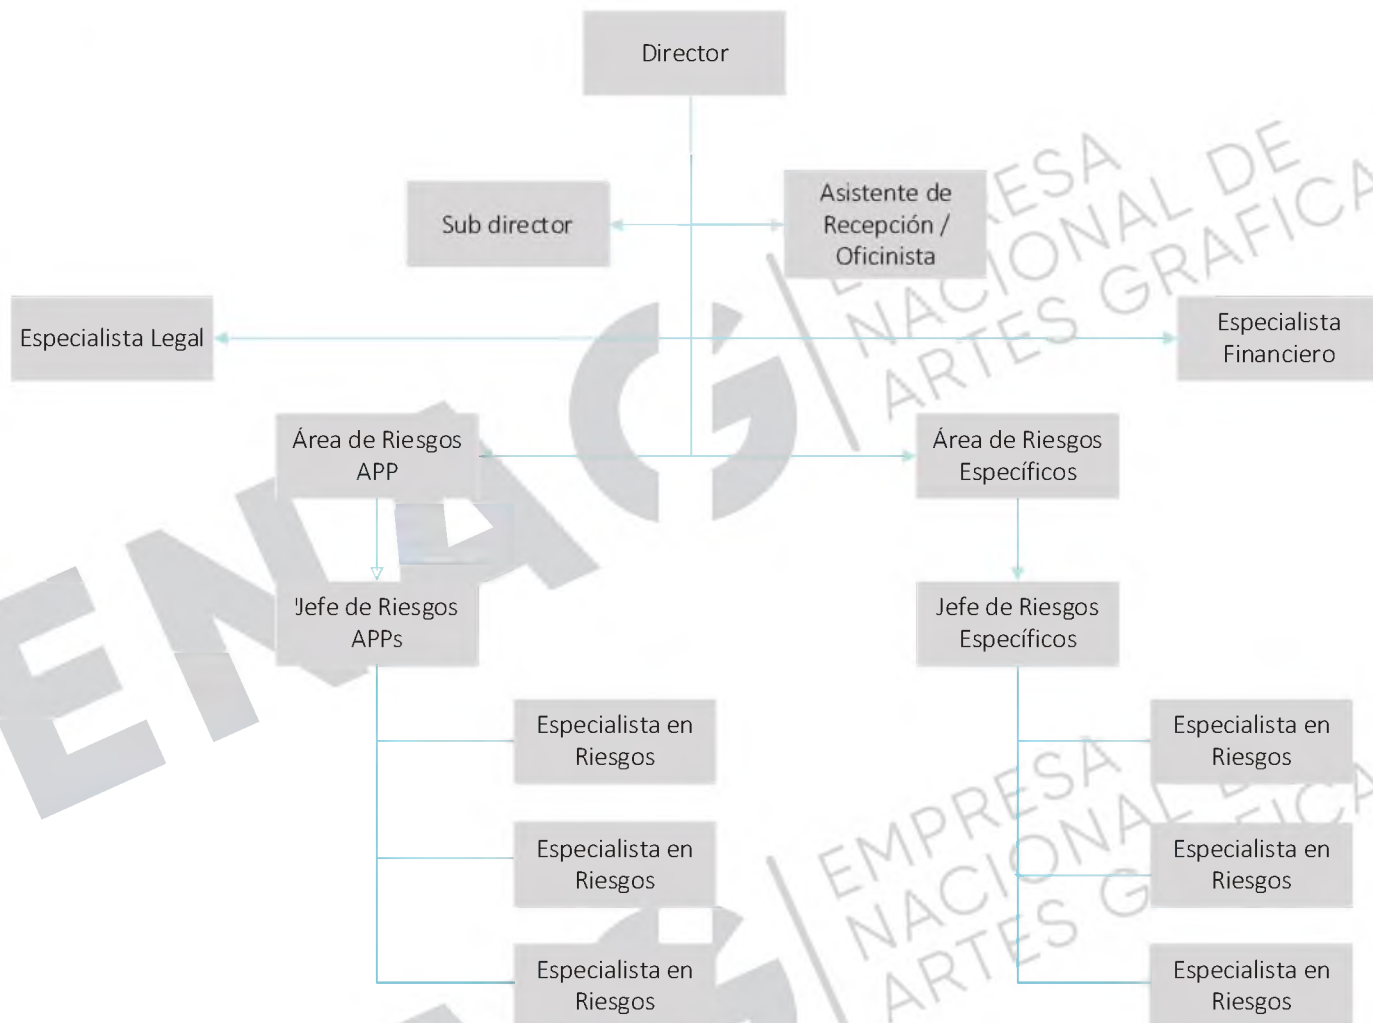 Director
Sub director
Asistente de
Recepción /
Oficinista
Especialista Legal
Especialista
Financiero
Área de Riesgos
APP
Área de Riesgos
Específicos
Jefe de Riesgos
APPs
Jefe de Riesgos
Específicos
Especialista en
Riesgos
Especialista en
Riesgos
Especialista en
Riesgos
Especialista en
Riesgos
Especialista en
Riesgos
Especialista en
Riesgos
ENAG
NACIONAL DE
ARTES GRAFICA
EMPRESA
NACIONAL
ARTES